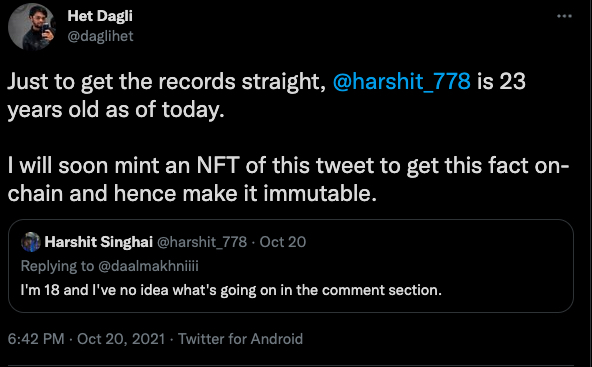 Het Dagli
@daglihet
Just to get the records straight, @harshit_778 is 23
years old as of today.
I will soon mint an NFT of this tweet to get this fact on-
chain and hence make it immutable.
Harshit Singhai @harshit_778 · Oct 20
Replying to @daalmakhniiii
I'm 18 and I've no idea what's going on in the comment section.
6:42 PM · Oct 20, 2021 · Twitter for Android